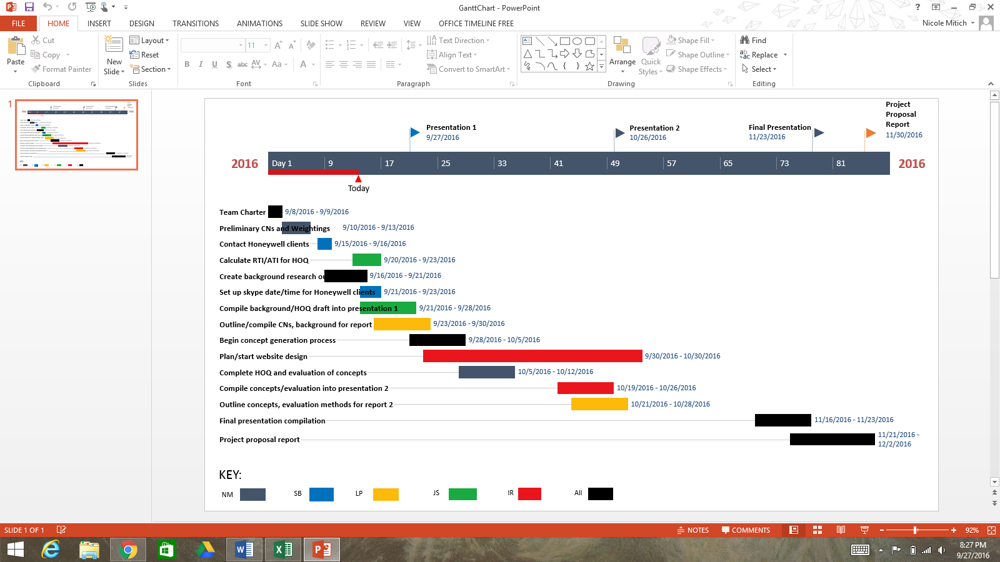 GanttChart - PowerPoint
FILE HOME INSERT DESIGN TRANSITIONS ANIMATIONS SLIDE SHOW REVIEW VIEW OFFICE TIMELINE FREE
Nicole Mitich
Paste
Cut
Copy
Format Painter
Clipboard
New
Slide
Layout
Reset
Section
Slides
11
B I U S abc AV Aa A
Font
Text Direction
Align Text
Convert to SmartArt
Paragraph
Arrange
Quick
Styles
Shape Fill
Shape Outline
Shape Effects
Drawing
Find
Replace
Select
Editing
1
Project
Proposal
Report
11/30/2016
Presentation 1
9/27/2016
Presentation 2
10/26/2016
Final Presentation
11/23/2016
2016 Day 1 9 17 25 33 41 49 57 65 73 81 2016
Today
Team Charter 9/8/2016 - 9/9/2016
Preliminary CNs and Weightings 9/10/2016 - 9/13/2016
Contact Honeywell clients 9/15/2016 - 9/16/2016
Calculate RTI/ATI for HOQ 9/20/2016 - 9/23/2016
Create background research ou 9/16/2016 - 9/21/2016
Set up skype date/time for Honeywell clients 9/21/2016 - 9/23/2016
Compile background/HOQ draft into presentation 1 9/21/2016 - 9/28/2016
Outline/compile CNs, background for report 9/23/2016 - 9/30/2016
Begin concept generation process 9/28/2016 - 10/5/2016
Plan/start website design 9/30/2016 - 10/30/2016
Complete HOQ and evaluation of concepts 10/5/2016 - 10/12/2016
Compile concepts/evaluation into presentation 2 10/19/2016 - 10/26/2016
Outline concepts, evaluation methods for report 2 10/21/2016 - 10/28/2016
Final presentation compilation 11/16/2016 - 11/23/2016
Project proposal report 11/21/2016 -
12/2/2016
KEY:
NM SB LP JS IR All
SLIDE 1 OF 1
NOTES COMMENTS 92%
8:27 PM
9/27/2016